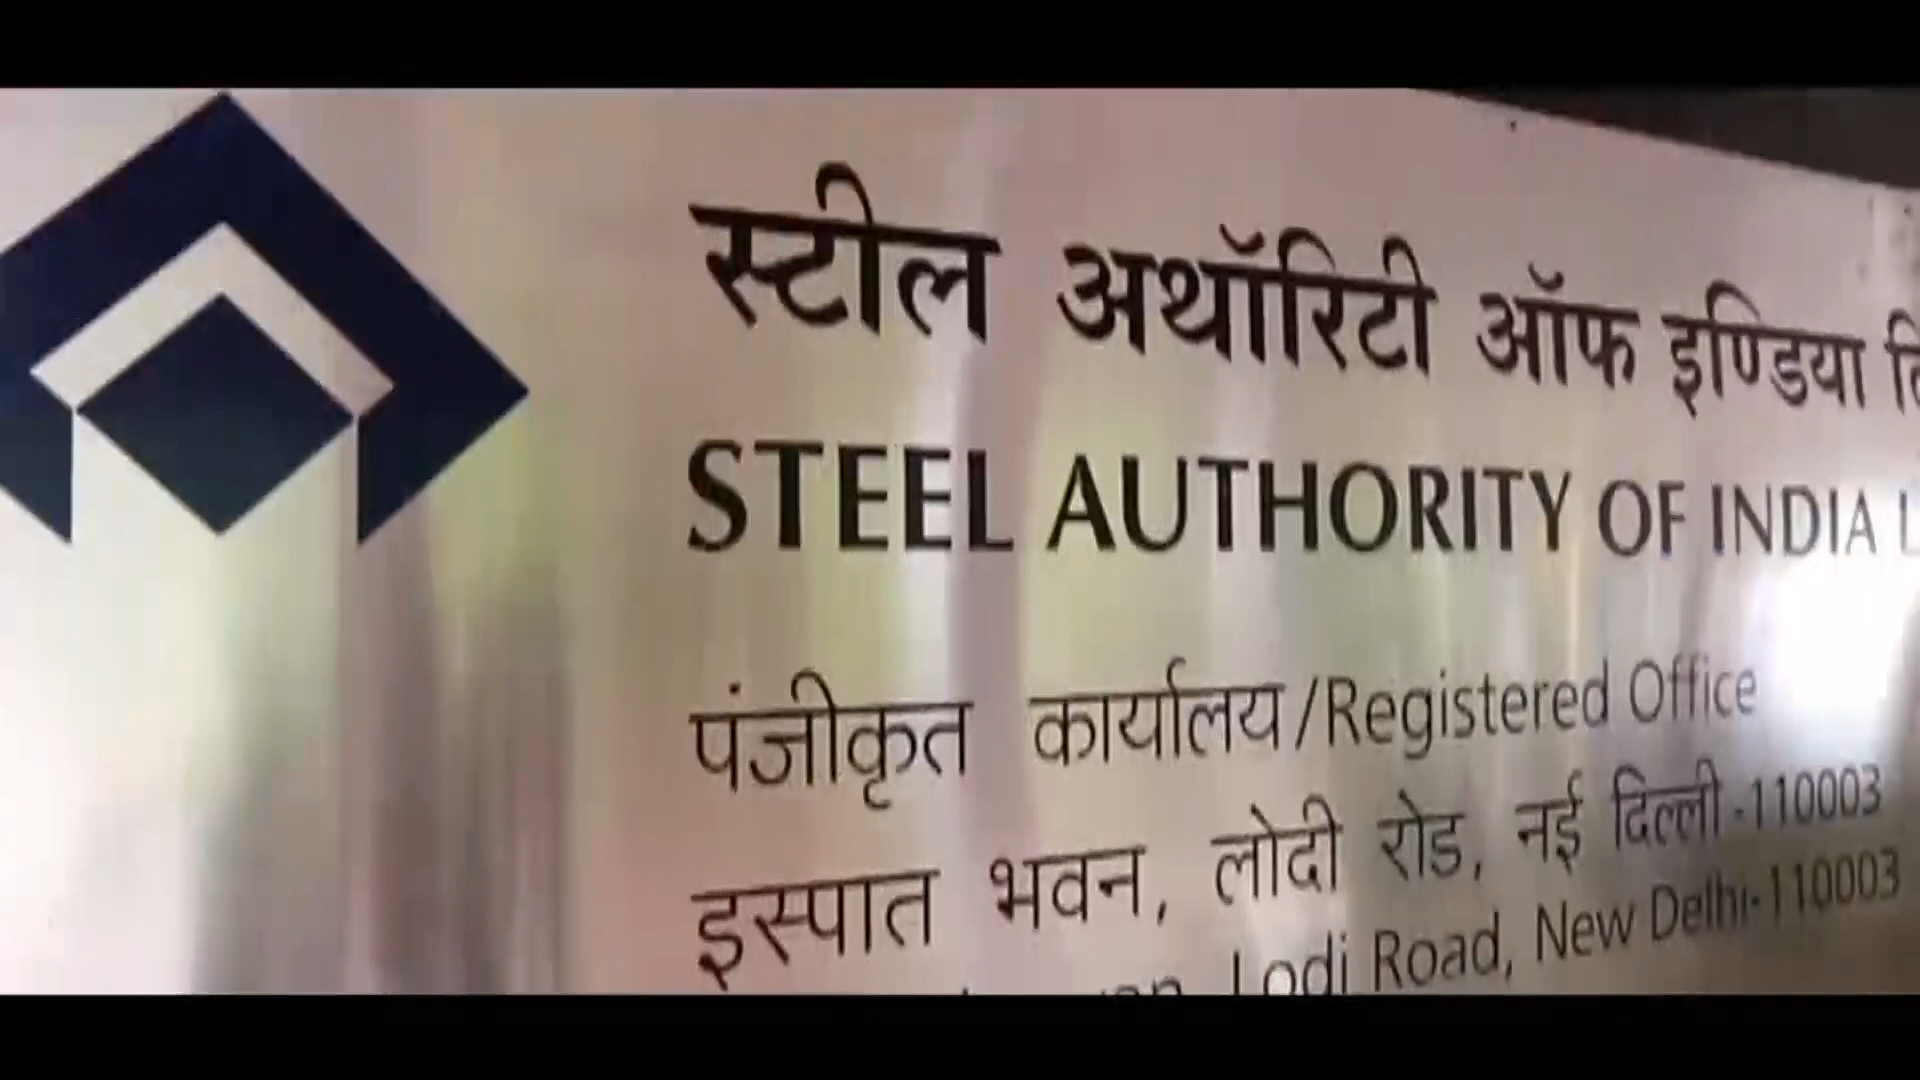 स्टील अथॉरिटी ऑफ इण्डिया
STEEL AUTHORITY OF INDIA L
पंजीकृत कार्यालय/Registered Office
इस्पात भवन, लोदी रोड, नई दिल्ली-110003
Lodi Road, New Delhi-110003